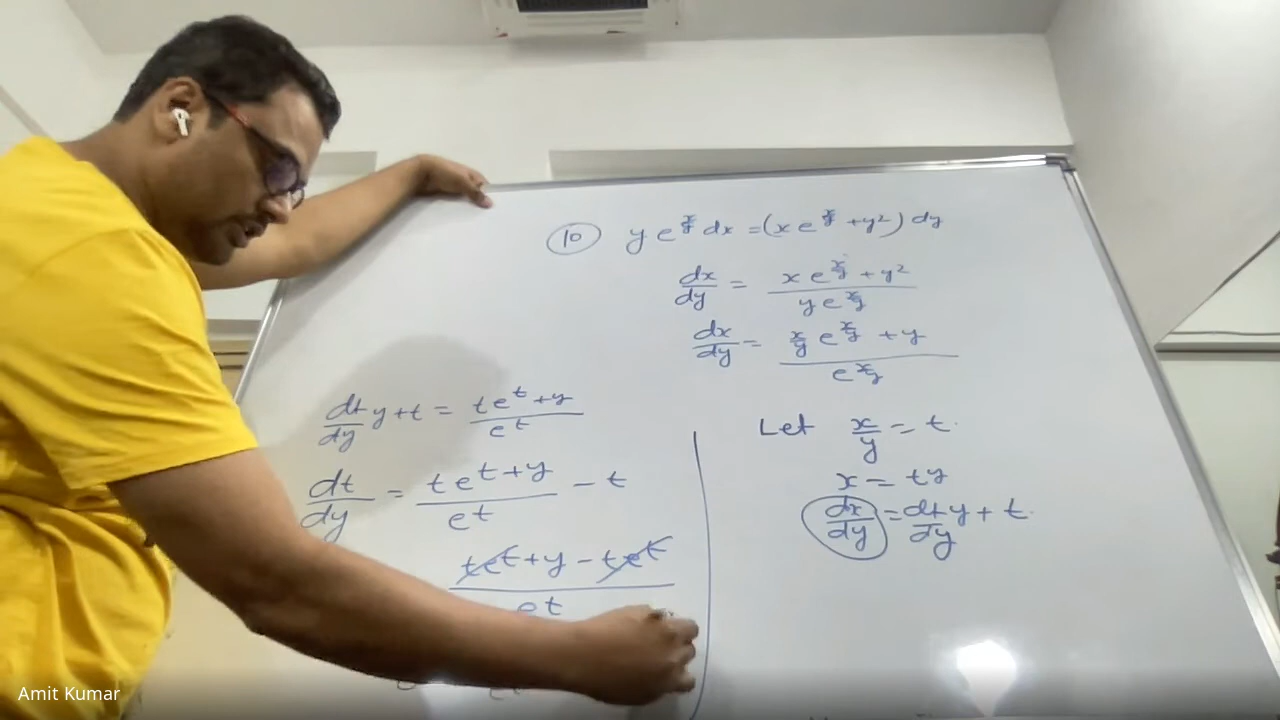 10 y e^{x/y} dx = (x e^{x/y} + y²) dy
dx/dy = (x e^{x/y} + y²)/(y e^{x/y})
dx/dy = (x/y e^{x/y} + y)/(e^{x/y})
Let x/y = t.
x = ty
dx/dy = dt/dy y + t.
dt/dy y + t = (t e^t + y)/(e^t)
dt/dy = (t e^t + y)/(e^t) - t
(t e^t + y - t e^t)/(e^t)
Amit Kumar